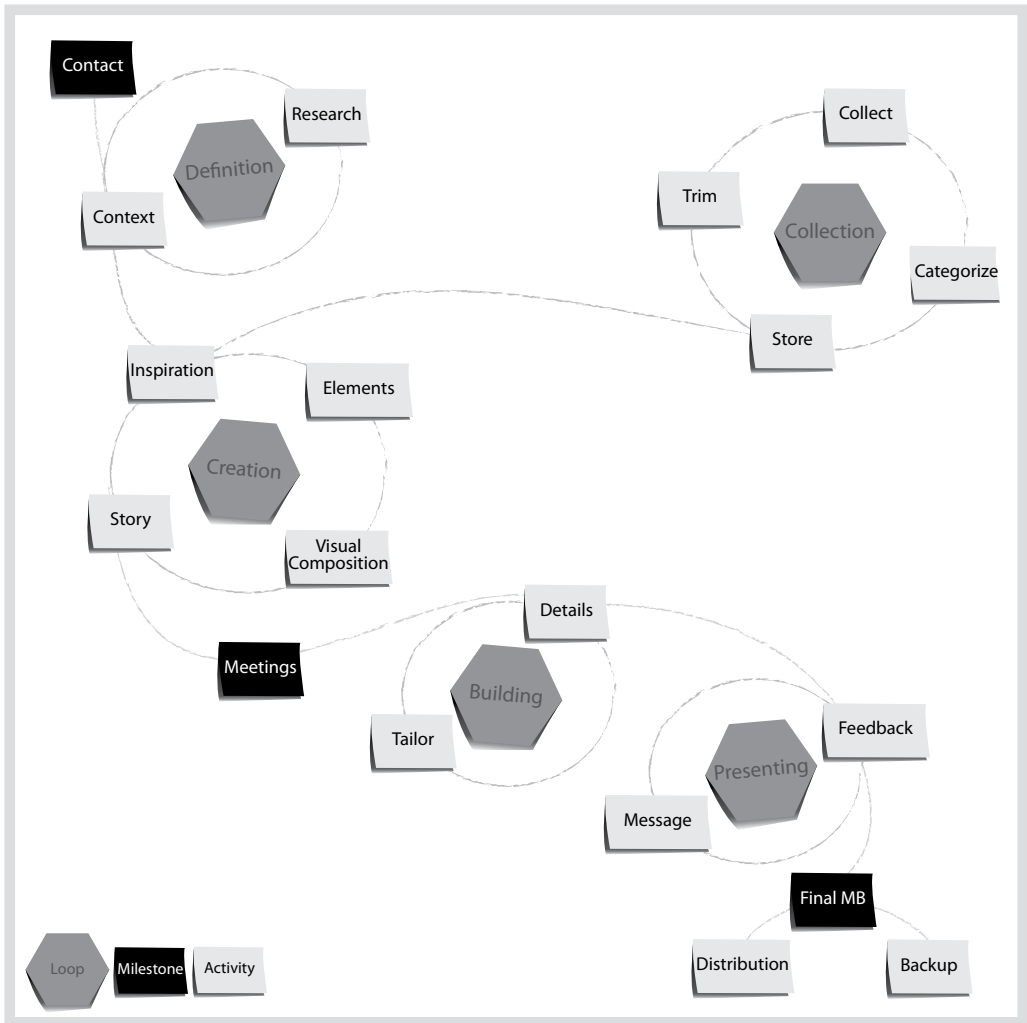 Contact
Research
Definition
Context
Collect
Trim
Collection
Categorize
Store
Inspiration
Elements
Creation
Story
Visual
Composition
Meetings
Details
Building
Tailor
Feedback
Presenting
Message
Final MB
Distribution
Backup
Loop
Milestone
Activity